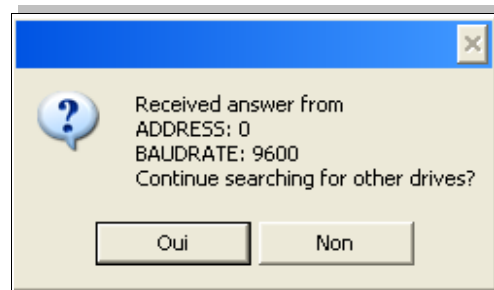 Received answer from
ADDRESS: 0
BAUDRATE: 9600
Continue searching for other drives?
Oui Non